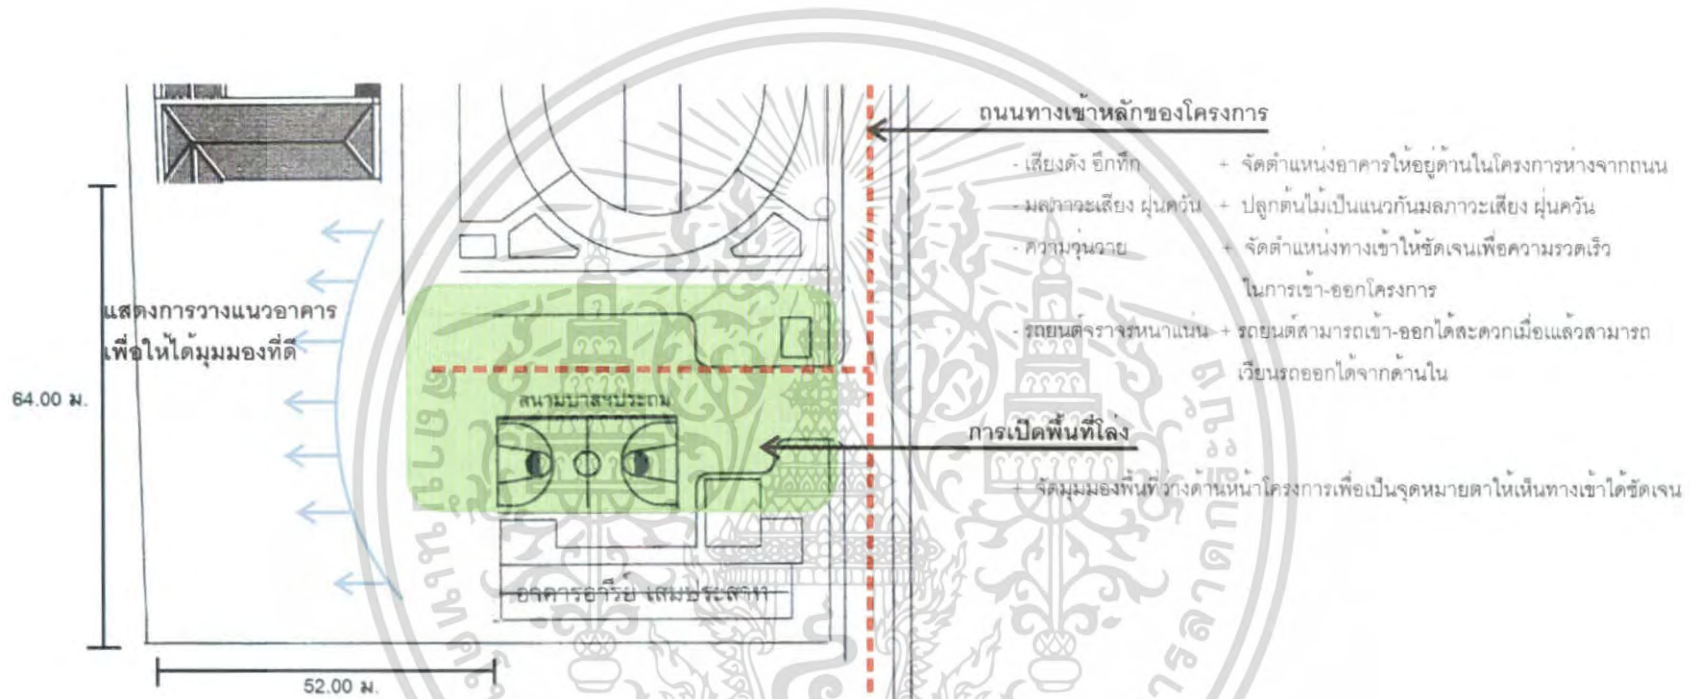 ถนนทางเข้าหลักของโครงการ
- เสียงดัง อึกทึก + จัดตำแหน่งอาคารให้อยู่ด้านในโครงการห่างจากถนน
- มลภาวะเสียง ฝุ่นควัน + ปลูกต้นไม้เป็นแนวกันมลภาวะเสียง ฝุ่นควัน
- ความวุ่นวาย + จัดตำแหน่งทางเข้าให้ชัดเจนเพื่อความรวดเร็ว
ในการเข้า-ออกโครงการ
- รถยนต์จราจรหนาแน่น + รถยนต์สามารถเข้า-ออกได้สะดวกเมื่อแล้วสามารถ
เวียนรถออกได้จากด้านใน
แสดงการวางแนวอาคาร
เพื่อให้ได้มุมมองที่ดี
64.00 ม.
สนามบาสฯประถม
การเปิดพื้นที่โล่ง
+ จัดมุมมองพื้นที่ว่างด้านหน้าโครงการเพื่อเป็นจุดหมายตาให้เห็นทางเข้าได้ชัดเจน
อาคารอารีย์ เสมประสาท
52.00 ม.